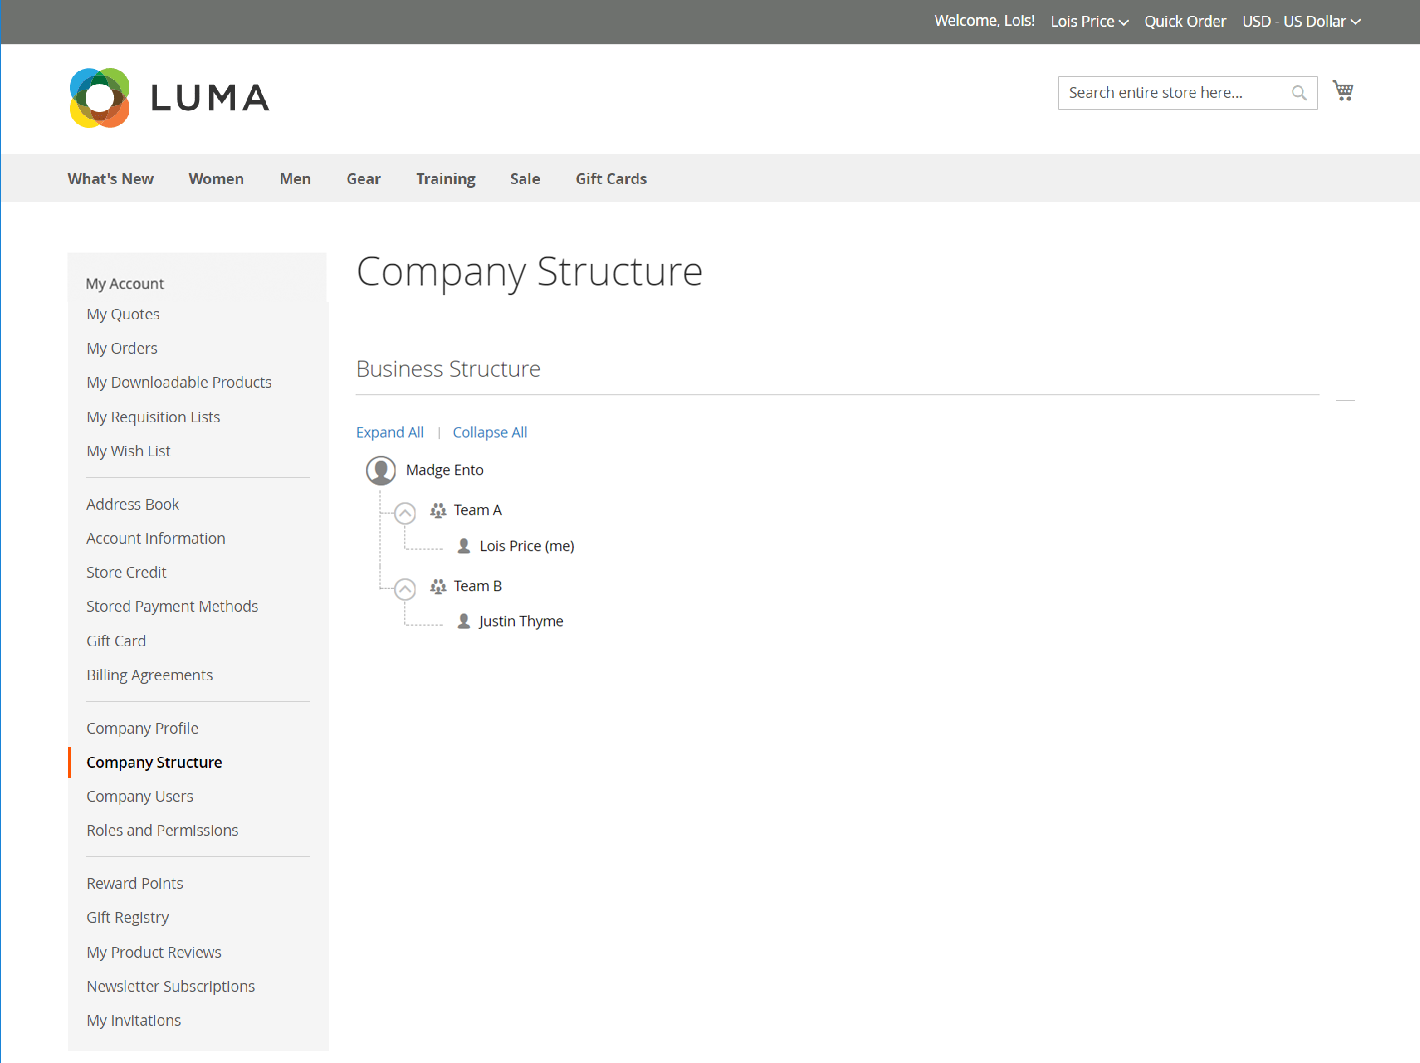 Welcome, Lois! Lois Price Quick Order USD - US Dollar
LUMA
Search entire store here...
What's New Women Men Gear Training Sale Gift Cards
My Account
My Quotes
My Orders
My Downloadable Products
My Requisition Lists
My Wish List
Address Book
Account Information
Store Credit
Stored Payment Methods
Gift Card
Billing Agreements
Company Profile
Company Structure
Company Users
Roles and Permissions
Reward Points
Gift Registry
My Product Reviews
Newsletter Subscriptions
My Invitations
Company Structure
Business Structure
Expand All | Collapse All
Madge Ento
Team A
Lois Price (me)
Team B
Justin Thyme